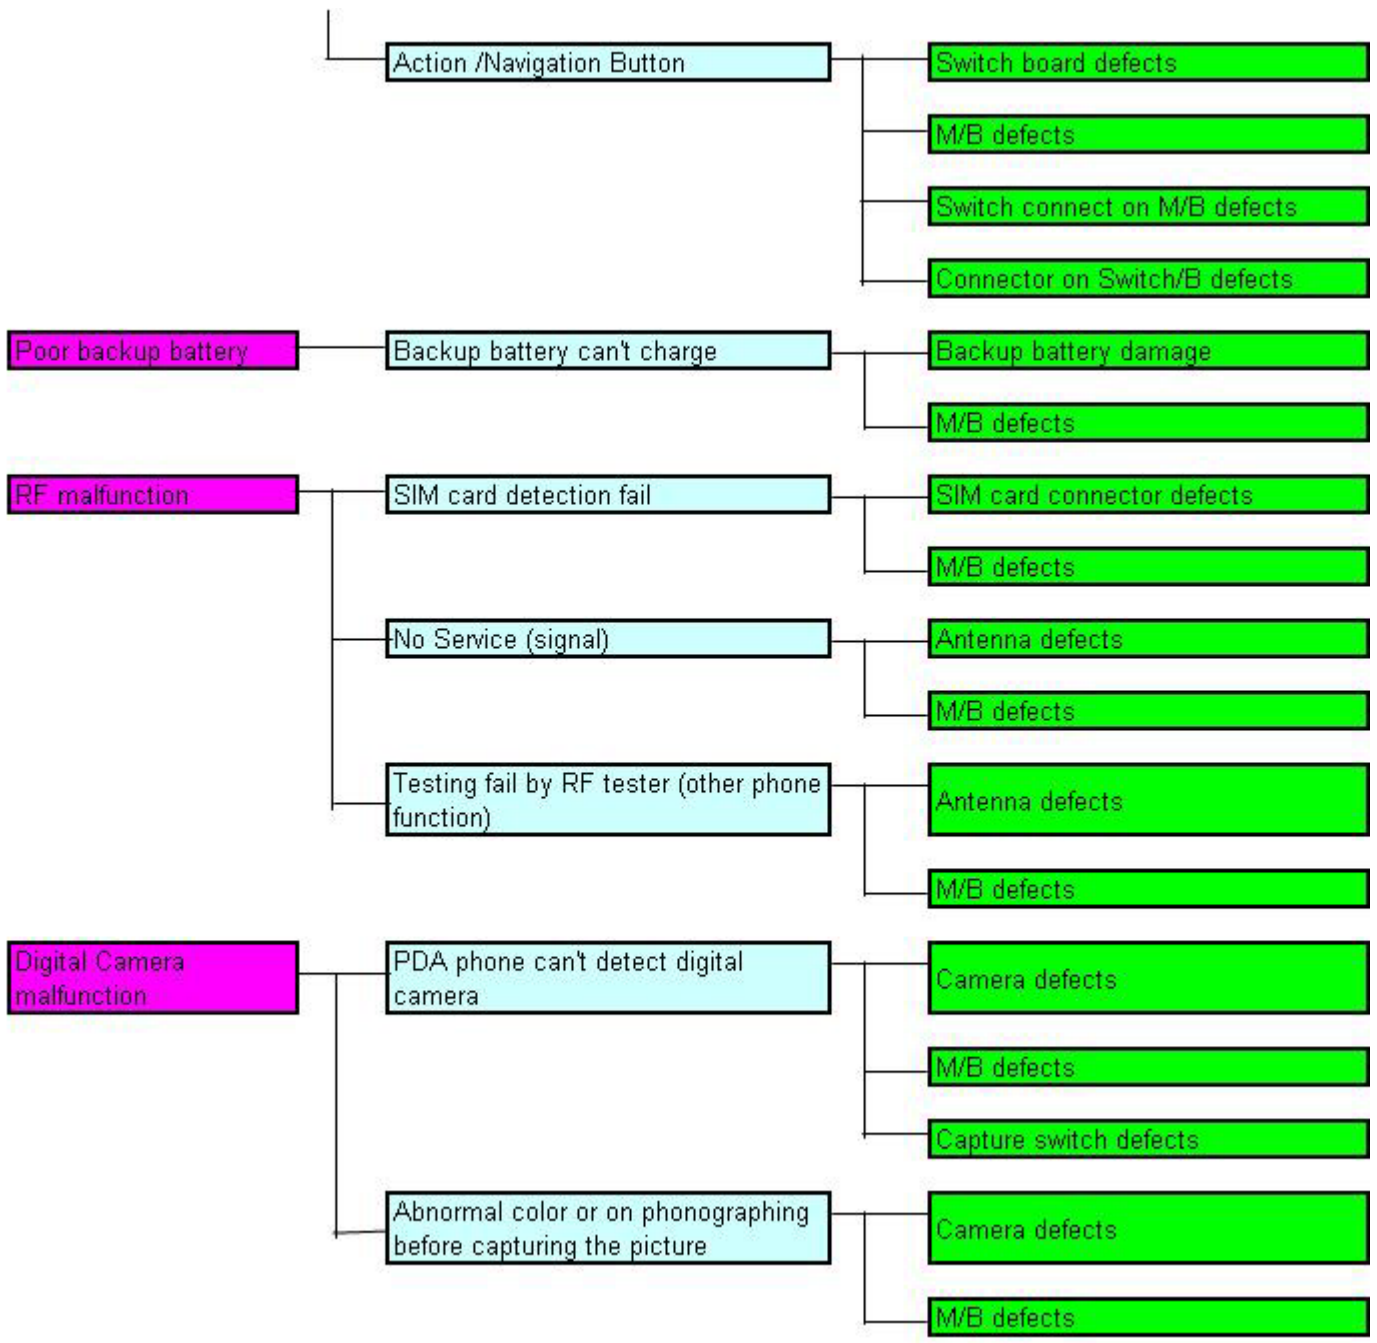 Action /Navigation Button
Switch board defects
M/B defects
Switch connect on M/B defects
Connector on Switch/B defects
Poor backup battery
Backup battery can't charge
Backup battery damage
M/B defects
RF malfunction
SIM card detection fail
SIM card connector defects
M/B defects
No Service (signal)
Antenna defects
M/B defects
Testing fail by RF tester (other phone
function)
Antenna defects
M/B defects
Digital Camera
malfunction
PDA phone can't detect digital
camera
Camera defects
M/B defects
Capture switch defects
Abnormal color or on phonographing
before capturing the picture
Camera defects
M/B defects